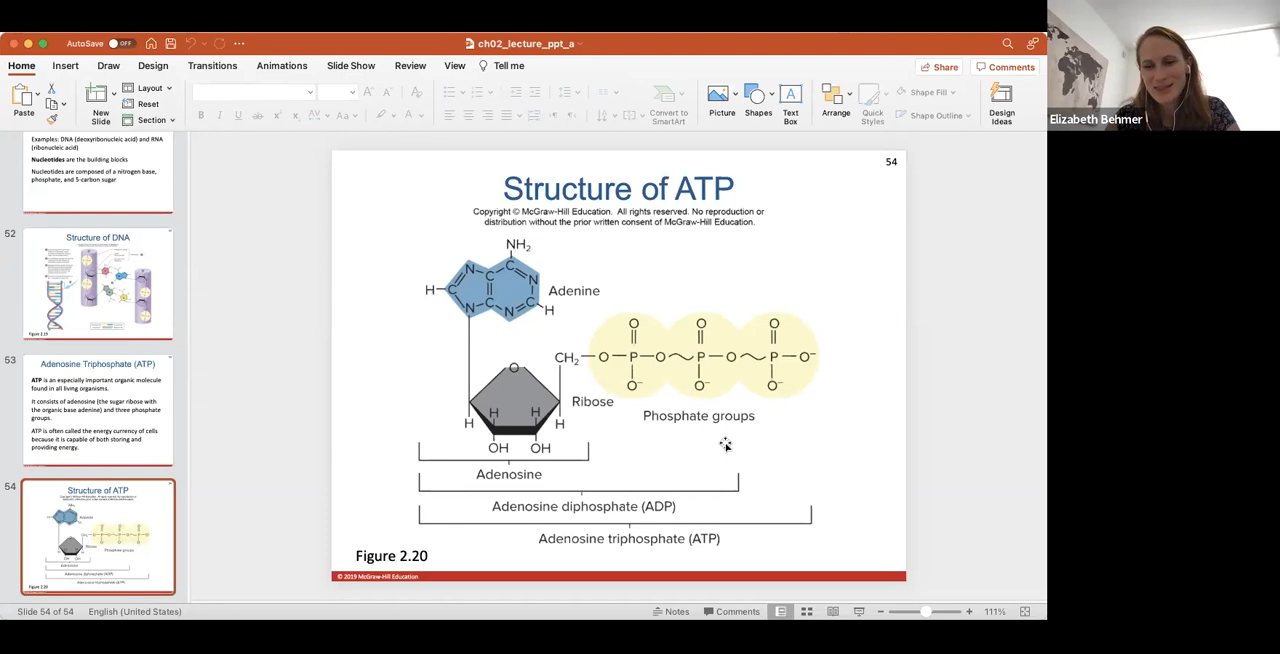 AutoSave OFF
ch02_lecture_ppt_a
Home Insert Draw Design Transitions Animations Slide Show Review View Tell me
Share Comments
Paste
New
Slide
Layout
Reset
Section
Convert to
SmartArt
Picture
Shapes
Text
Box
Arrange
Quick
Styles
Shape Fill
Shape Outline
Design
Ideas
Elizabeth Behmer
Examples: DNA (deoxyribonucleic acid) and RNA
(ribonucleic acid)
Nucleotides are the building blocks
Nucleotides are composed of a nitrogen base,
phosphate, and 5-carbon sugar
52
Structure of DNA
53
Adenosine Triphosphate (ATP)
ATP is an especially important organic molecule
found in all living organisms.
It consists of adenosine (the sugar ribose with
the organic base adenine) and three phosphate
groups.
ATP is often called the energy currency of cells
because it is capable of both storing and
providing energy.
54
Structure of ATP
54
Structure of ATP
Copyright © McGraw-Hill Education. All rights reserved. No reproduction or
distribution without the prior written consent of McGraw-Hill Education.
NH₂
N C N
H C C
N C N C H
Adenine
O O O
CH₂ O P O P O P O⁻
O⁻ O⁻ O⁻
O
Ribose
Phosphate groups
H H H H
OH OH
Adenosine
Adenosine diphosphate (ADP)
Adenosine triphosphate (ATP)
Figure 2.20
© 2019 McGraw-Hill Education
Slide 54 of 54 English (United States)
Notes Comments 111%